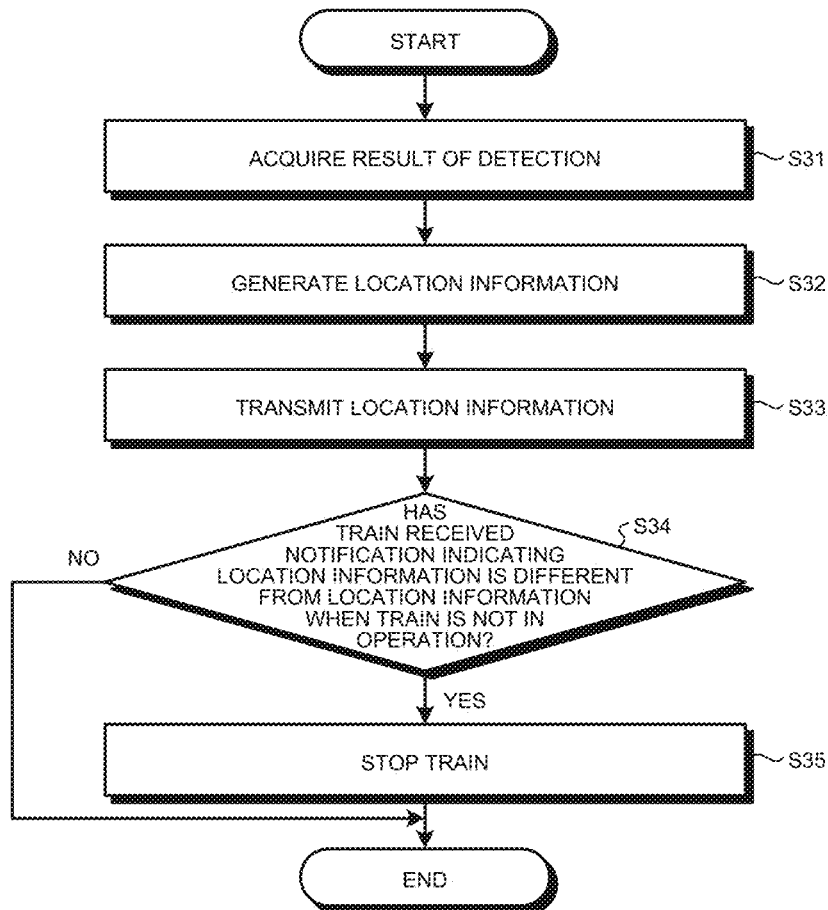 START
ACQUIRE RESULT OF DETECTION
S31
GENERATE LOCATION INFORMATION
S32
TRANSMIT LOCATION INFORMATION
S33
HAS
TRAIN RECEIVED
NOTIFICATION INDICATING
LOCATION INFORMATION IS DIFFERENT
FROM LOCATION INFORMATION
WHEN TRAIN IS NOT IN
OPERATION?
S34
NO
YES
STOP TRAIN
S35
END